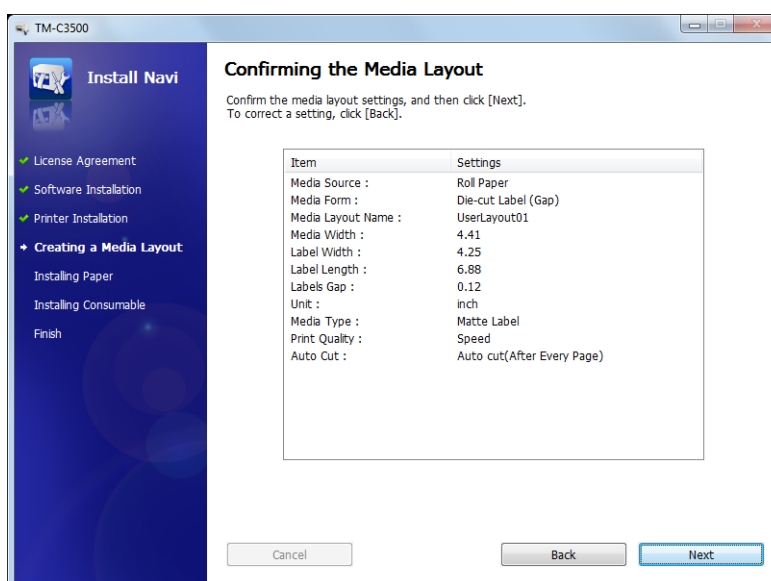 TM-C3500
Install Navi
License Agreement
Software Installation
Printer Installation
Creating a Media Layout
Installing Paper
Installing Consumable
Finish
Confirming the Media Layout
Confirm the media layout settings, and then click [Next].
To correct a setting, click [Back].
Item Settings
Media Source : Roll Paper
Media Form : Die-cut Label (Gap)
Media Layout Name : UserLayout01
Media Width : 4.41
Label Width : 4.25
Label Length : 6.88
Labels Gap : 0.12
Unit : inch
Media Type : Matte Label
Print Quality : Speed
Auto Cut : Auto cut(After Every Page)
Cancel Back Next